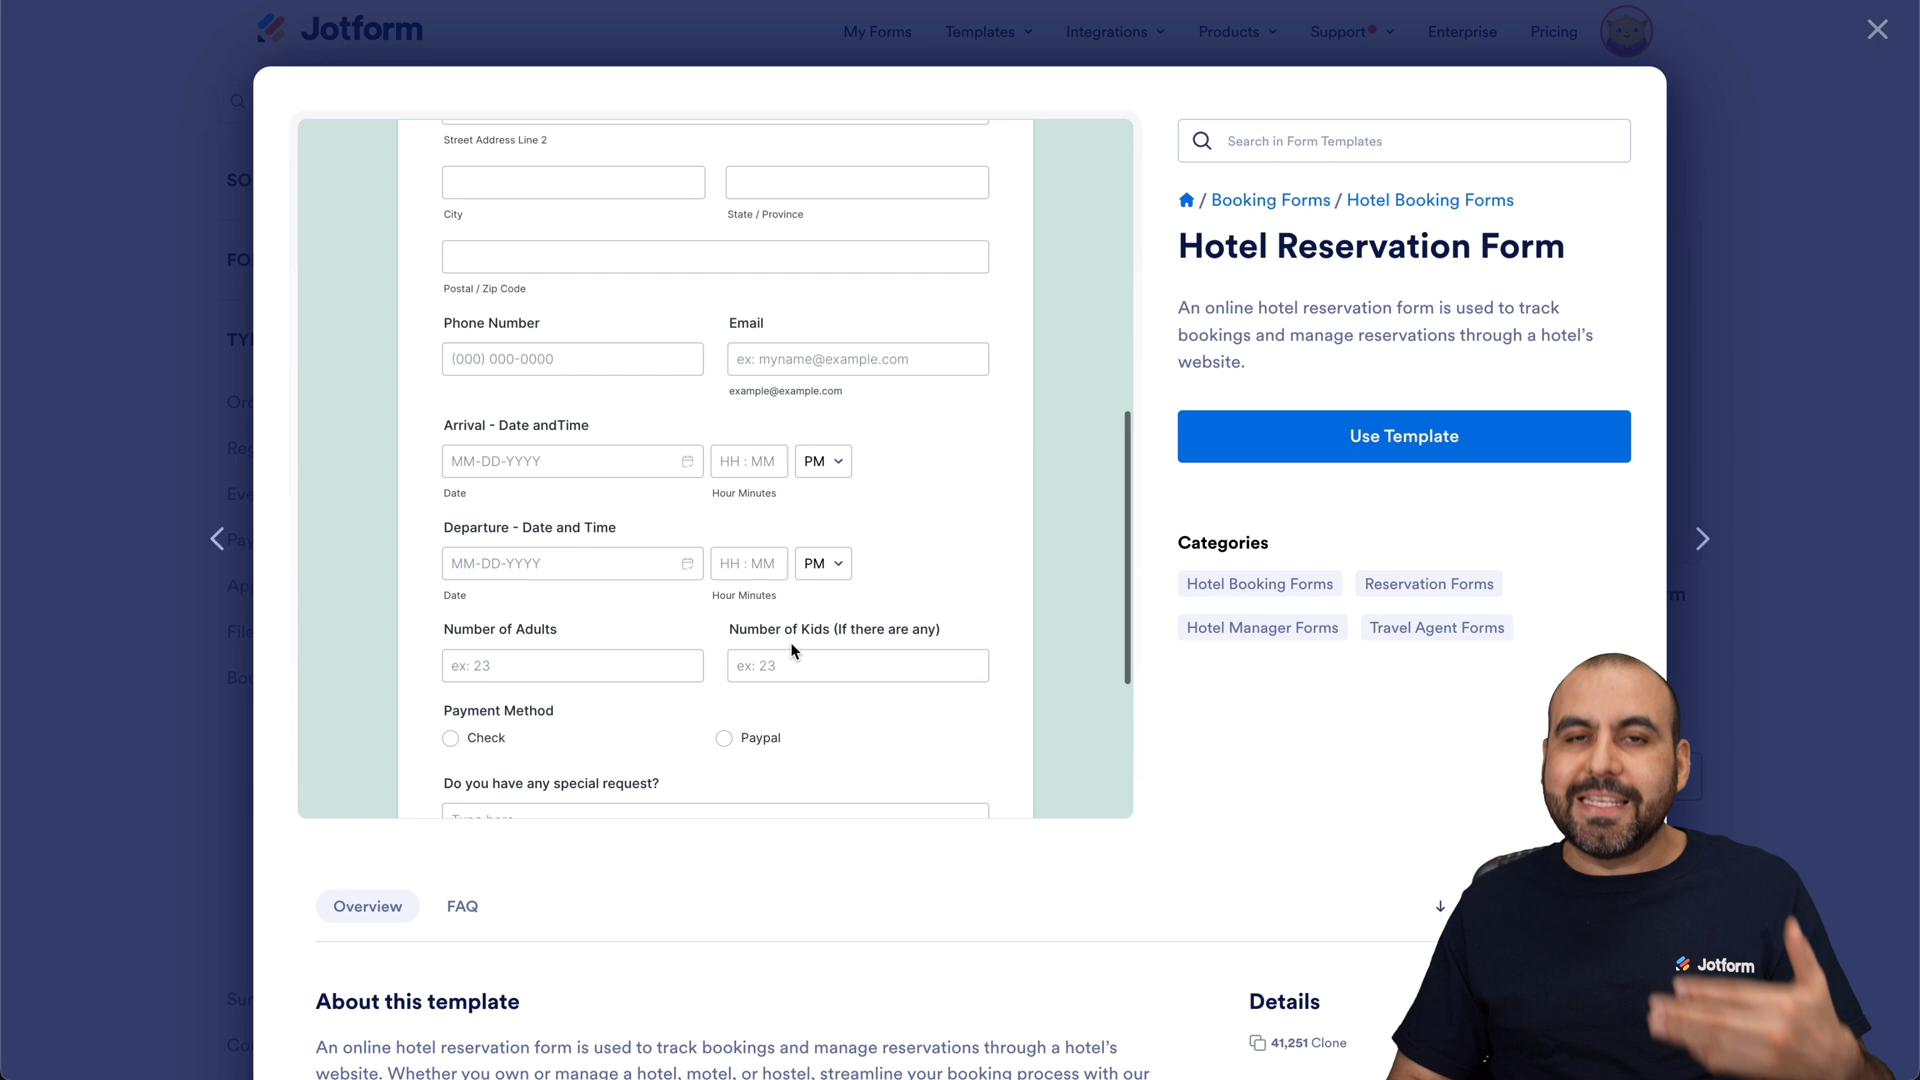 Jotform
My Forms Templates Integrations Products Support Enterprise Pricing
Street Address Line 2
City State / Province
Postal / Zip Code
Phone Number Email
(000) 000-0000 ex: myname@example.com
example@example.com
Arrival - Date andTime
MM-DD-YYYY HH : MM PM
Date Hour Minutes
Departure - Date and Time
MM-DD-YYYY HH : MM PM
Date Hour Minutes
Number of Adults Number of Kids (If there are any)
ex: 23 ex: 23
Payment Method
Check Paypal
Do you have any special request?
Search in Form Templates
/ Booking Forms / Hotel Booking Forms
Hotel Reservation Form
An online hotel reservation form is used to track
bookings and manage reservations through a hotel’s
website.
Use Template
Categories
Hotel Booking Forms Reservation Forms
Hotel Manager Forms Travel Agent Forms
Overview FAQ
About this template
An online hotel reservation form is used to track bookings and manage reservations through a hotel’s
website. Whether you own or manage a hotel, motel, or hostel, streamline your booking process with our
Details
41,251 Clone
Jotform